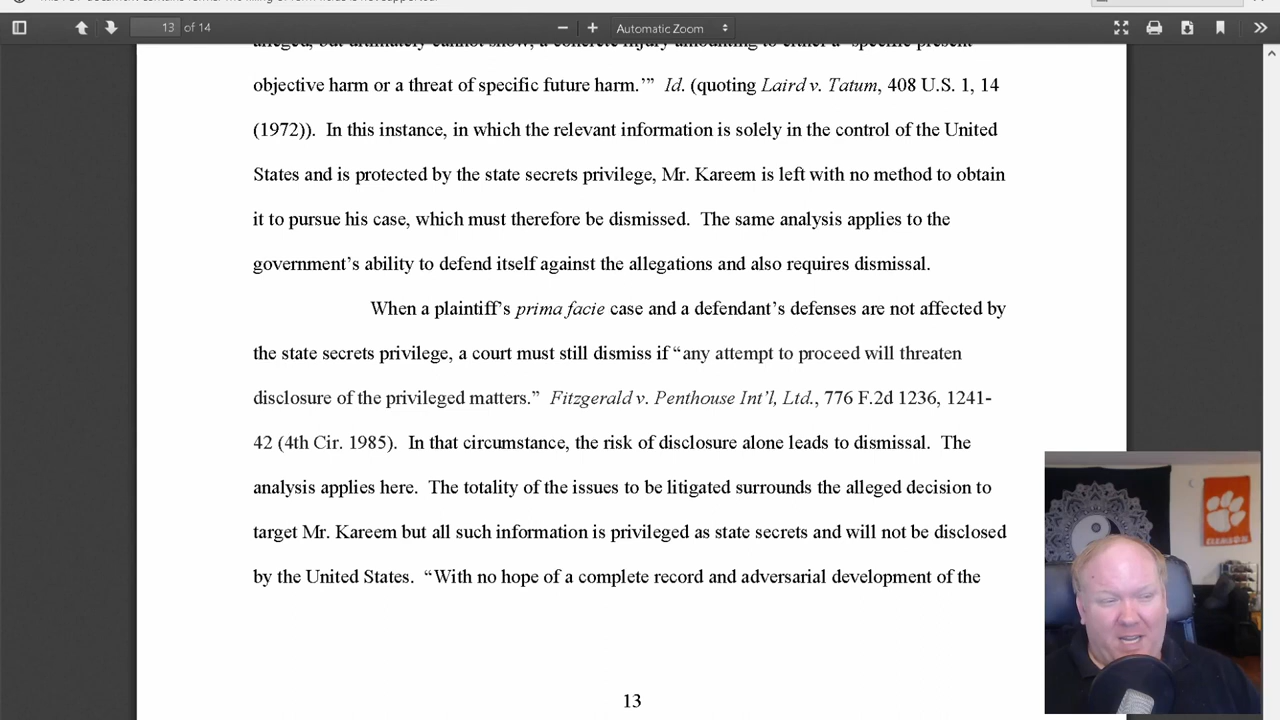 13 of 14
Automatic Zoom
objective harm or a threat of specific future harm.’” Id. (quoting Laird v. Tatum, 408 U.S. 1, 14
(1972)). In this instance, in which the relevant information is solely in the control of the United
States and is protected by the state secrets privilege, Mr. Kareem is left with no method to obtain
it to pursue his case, which must therefore be dismissed. The same analysis applies to the
government’s ability to defend itself against the allegations and also requires dismissal.
When a plaintiff’s prima facie case and a defendant’s defenses are not affected by
the state secrets privilege, a court must still dismiss if “any attempt to proceed will threaten
disclosure of the privileged matters.” Fitzgerald v. Penthouse Int’l, Ltd., 776 F.2d 1236, 1241-
42 (4th Cir. 1985). In that circumstance, the risk of disclosure alone leads to dismissal. The
analysis applies here. The totality of the issues to be litigated surrounds the alleged decision to
target Mr. Kareem but all such information is privileged as state secrets and will not be disclosed
by the United States. “With no hope of a complete record and adversarial development of the
13
CLEMSON